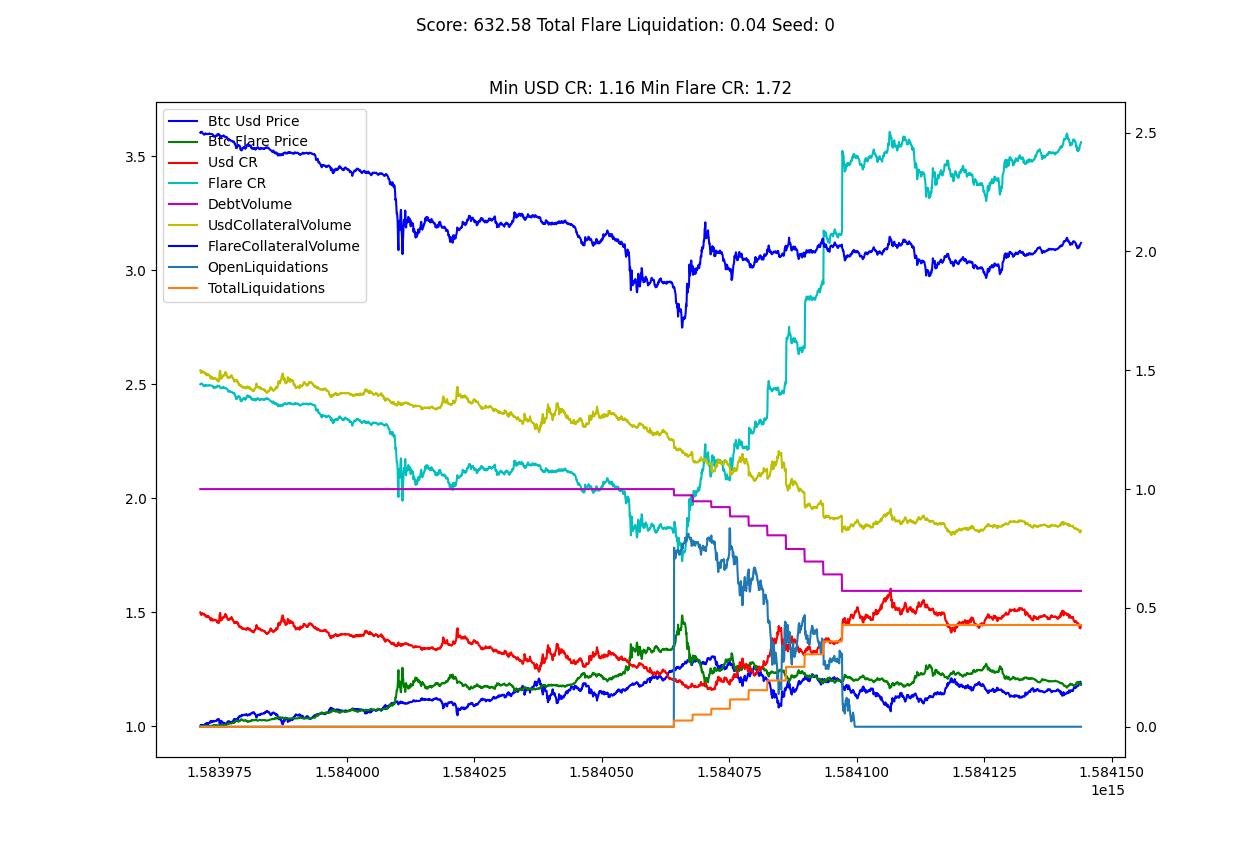 Score: 632.58 Total Flare Liquidation: 0.04 Seed: 0
Min USD CR: 1.16 Min Flare CR: 1.72
Btc Usd Price
Btc Flare Price
Usd CR
Flare CR
DebtVolume
UsdCollateralVolume
FlareCollateralVolume
OpenLiquidations
TotalLiquidations
3.5
3.0
2.5
2.0
1.5
1.0
2.5
2.0
1.5
1.0
0.5
0.0
1.583975 1.584000 1.584025 1.584050 1.584075 1.584100 1.584125 1.584150
1e15